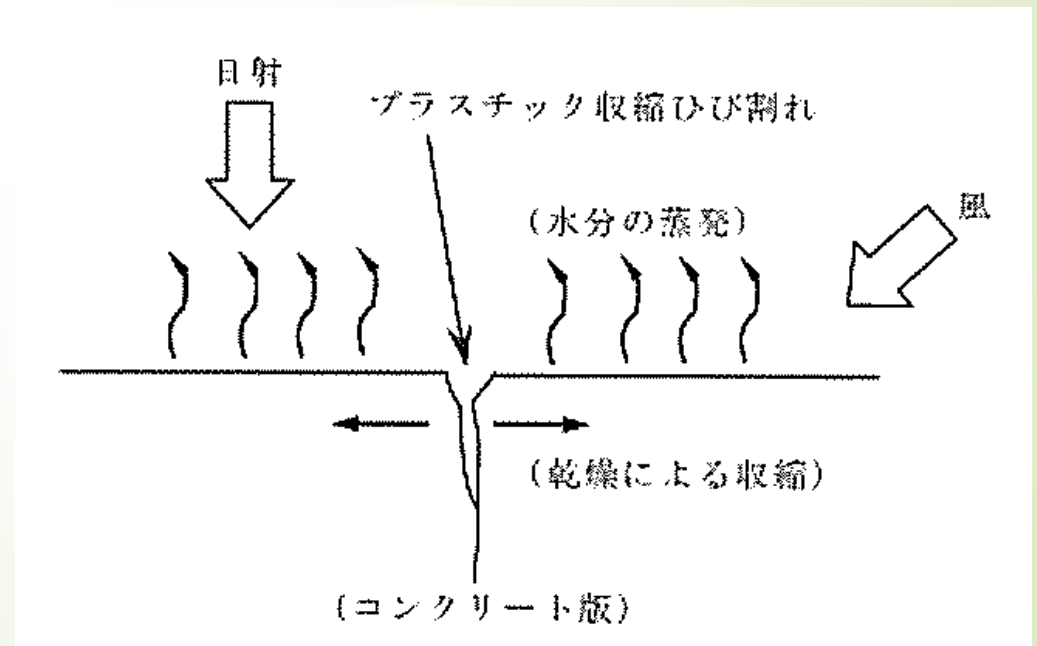 日射
プラスチック収縮ひび割れ
風
(水分の蒸発)
(乾燥による収縮)
(コンクリート版)